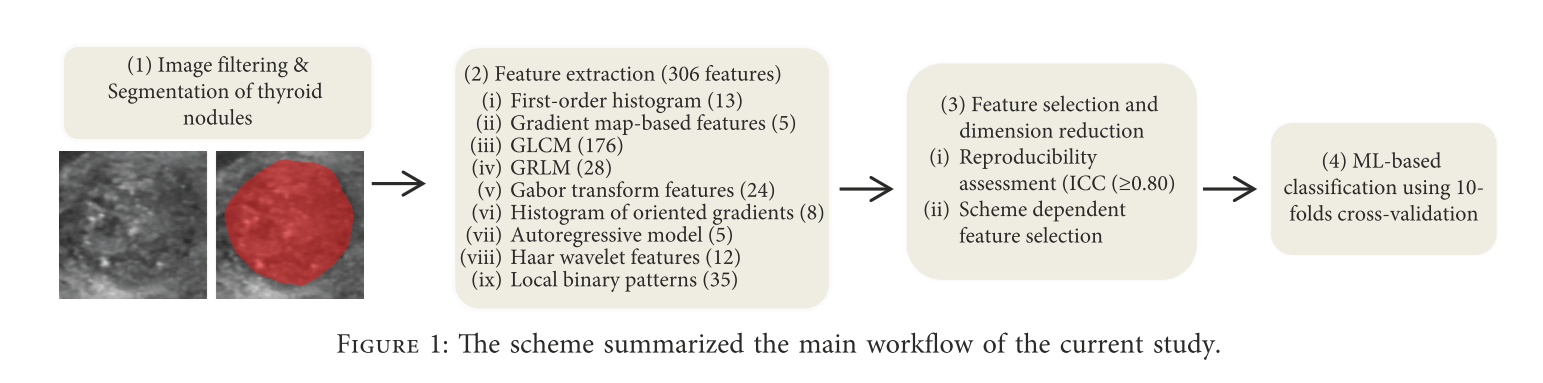 (1) Image filtering &
Segmentation of thyroid
nodules
(2) Feature extraction (306 features)
(i) First-order histogram (13)
(ii) Gradient map-based features (5)
(iii) GLCM (176)
(iv) GRLM (28)
(v) Gabor transform features (24)
(vi) Histogram of oriented gradients (8)
(vii) Autoregressive model (5)
(viii) Haar wavelet features (12)
(ix) Local binary patterns (35)
(3) Feature selection and
dimension reduction
(i) Reproducibility
assessment (ICC (≥0.80)
(ii) Scheme dependent
feature selection
(4) ML-based
classification using 10-
folds cross-validation
Figure 1: The scheme summarized the main workflow of the current study.